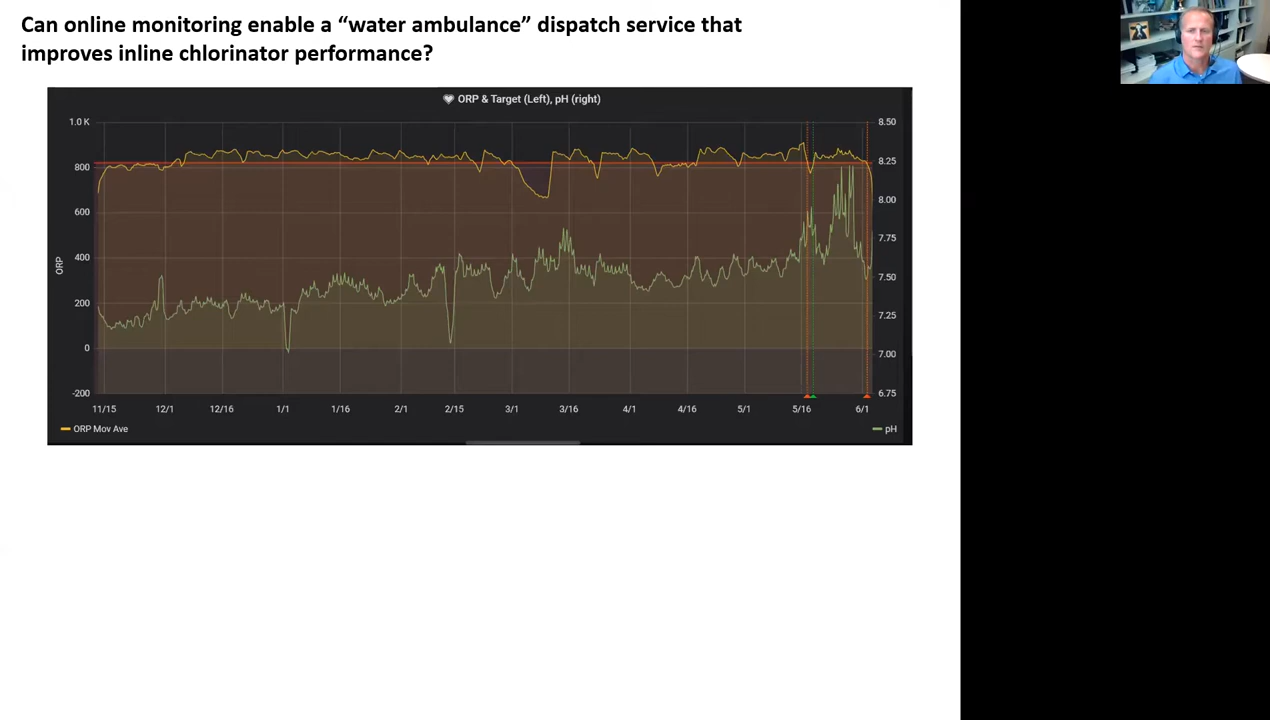 Can online monitoring enable a “water ambulance” dispatch service that
improves inline chlorinator performance?
ORP & Target (Left), pH (right)
1.0 K
800
600
400
200
0
-200
ORP
8.50
8.25
8.00
7.75
7.50
7.25
7.00
6.75
11/15 12/1 12/16 1/1 1/16 2/1 2/15 3/1 3/16 4/1 4/16 5/1 5/16 6/1
ORP Mov Ave
pH